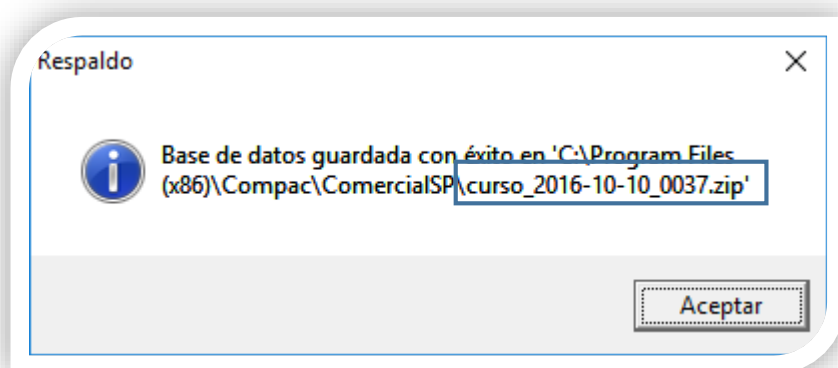 Respaldo
Base de datos guardada con éxito en 'C:\Program Files
(x86)\Compac\ComercialSP\curso_2016-10-10_0037.zip'
Aceptar